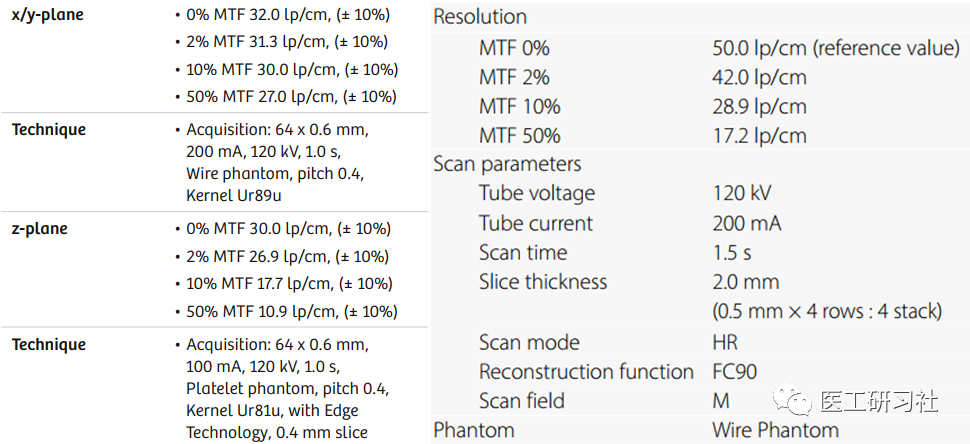 x/y-plane
• 0% MTF 32.0 lp/cm, (± 10%)
• 2% MTF 31.3 lp/cm, (± 10%)
• 10% MTF 30.0 lp/cm, (± 10%)
• 50% MTF 27.0 lp/cm, (± 10%)
Technique
• Acquisition: 64 x 0.6 mm,
200 mA, 120 kV, 1.0 s,
Wire phantom, pitch 0.4,
Kernel Ur89u
z-plane
• 0% MTF 30.0 lp/cm, (± 10%)
• 2% MTF 26.9 lp/cm, (± 10%)
• 10% MTF 17.7 lp/cm, (± 10%)
• 50% MTF 10.9 lp/cm, (± 10%)
Technique
• Acquisition: 64 x 0.6 mm,
100 mA, 120 kV, 1.0 s,
Platelet phantom, pitch 0.4,
Kernel Ur81u, with Edge
Technology, 0.4 mm slice
Resolution
MTF 0% 50.0 lp/cm (reference value)
MTF 2% 42.0 lp/cm
MTF 10% 28.9 lp/cm
MTF 50% 17.2 lp/cm
Scan parameters
Tube voltage 120 kV
Tube current 200 mA
Scan time 1.5 s
Slice thickness 2.0 mm
(0.5 mm × 4 rows : 4 stack)
Scan mode HR
Reconstruction function FC90
Scan field M
Phantom Wire Phantom
医工研习社